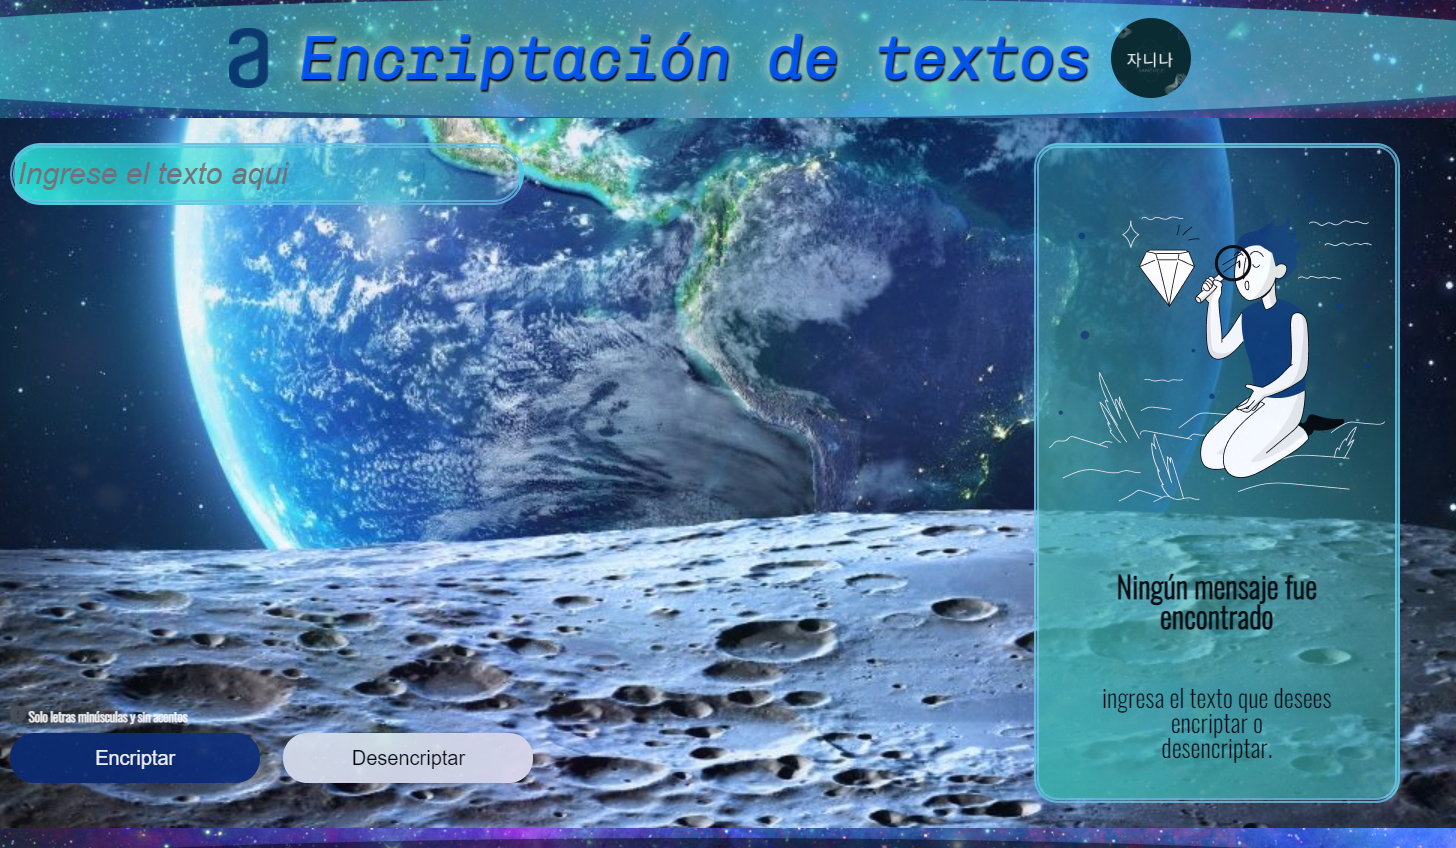 a Encriptación de textos 자니나
Ingrese el texto aqui
Ningún mensaje fue
encontrado
ingresa el texto que desees
encriptar o
desencriptar.
Solo letras minúsculas y sin acentos
Encriptar Desencriptar